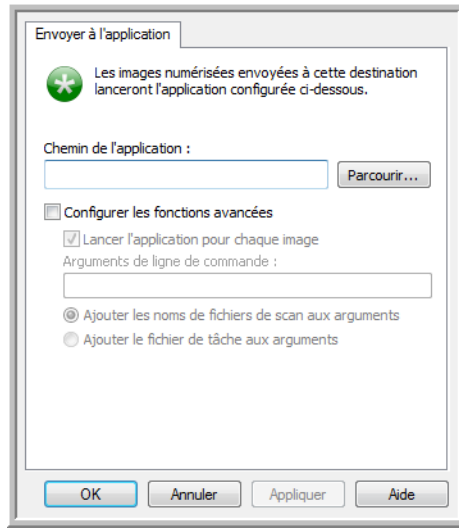 Envoyer à l'application
Les images numérisées envoyées à cette destination
lanceront l'application configurée ci-dessous.
Chemin de l'application :
Parcourir...
Configurer les fonctions avancées
Lancer l'application pour chaque image
Arguments de ligne de commande :
Ajouter les noms de fichiers de scan aux arguments
Ajouter le fichier de tâche aux arguments
OK
Annuler
Appliquer
Aide